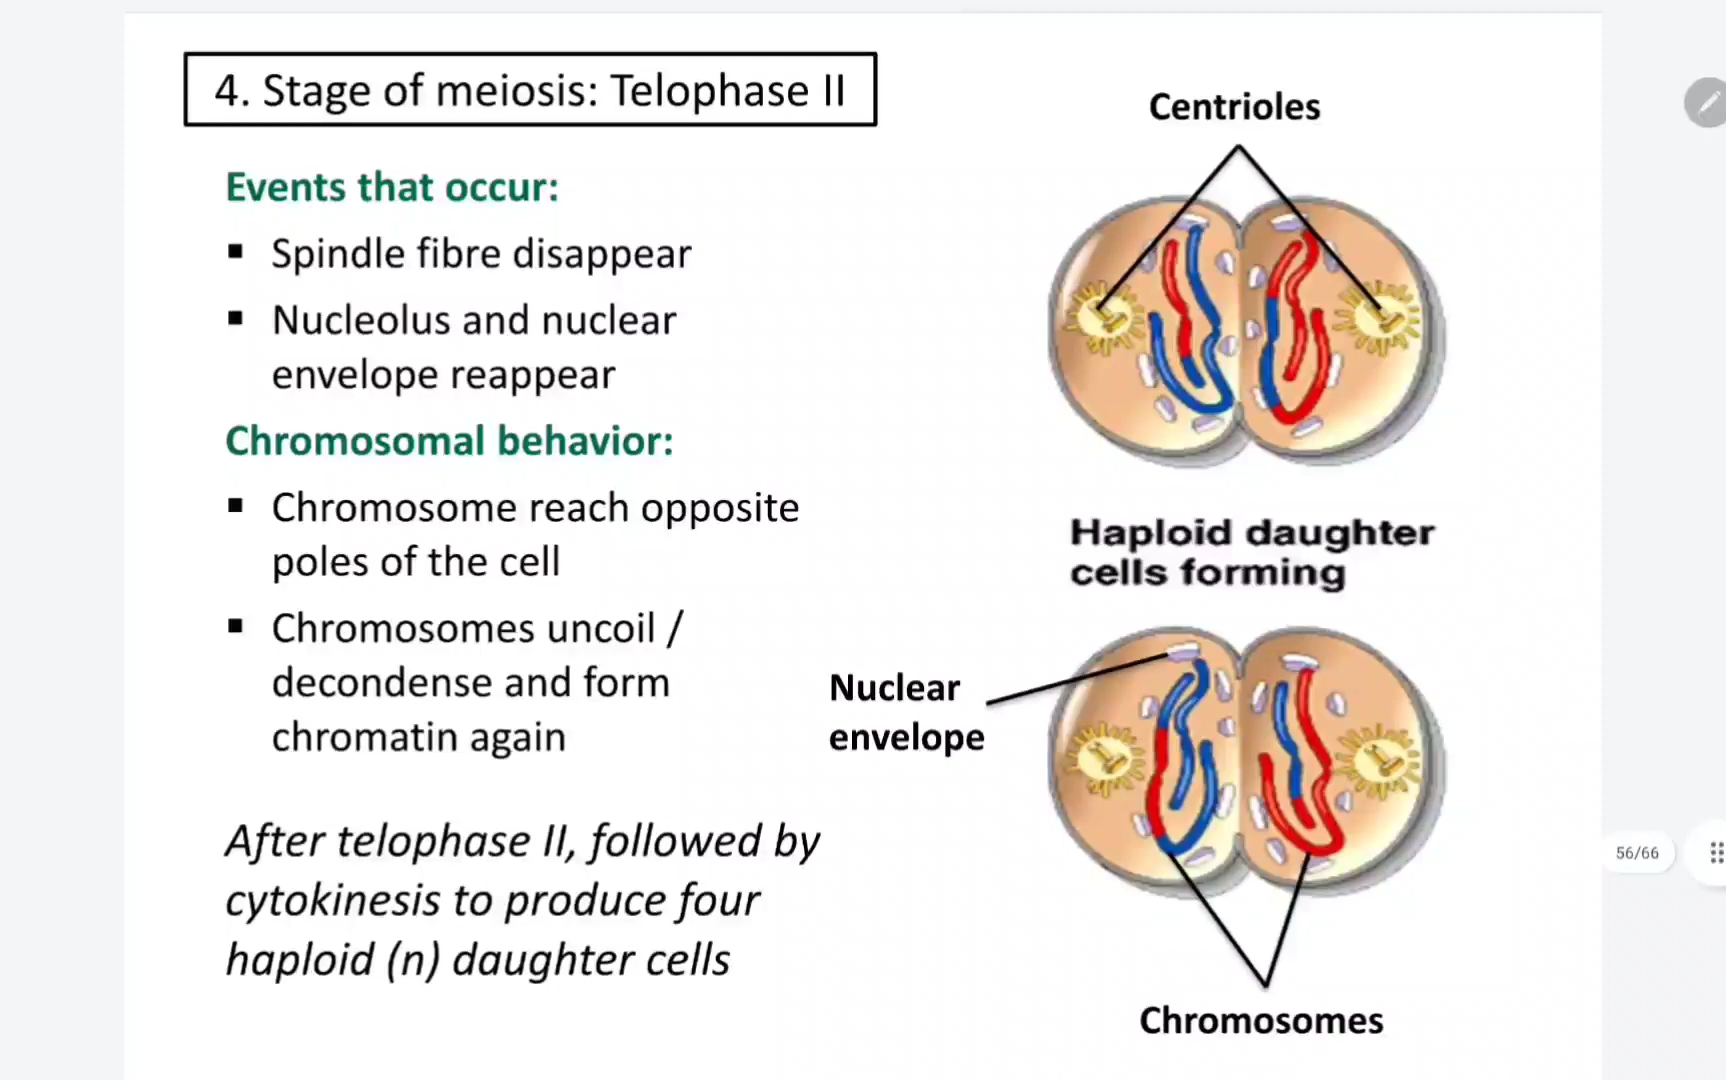 4. Stage of meiosis: Telophase II
Events that occur:
▪ Spindle fibre disappear
▪ Nucleolus and nuclear
envelope reappear
Chromosomal behavior:
▪ Chromosome reach opposite
poles of the cell
▪ Chromosomes uncoil /
decondense and form
chromatin again
After telophase II, followed by
cytokinesis to produce four
haploid (n) daughter cells
Centrioles
Haploid daughter
cells forming
Nuclear
envelope
Chromosomes
56/66